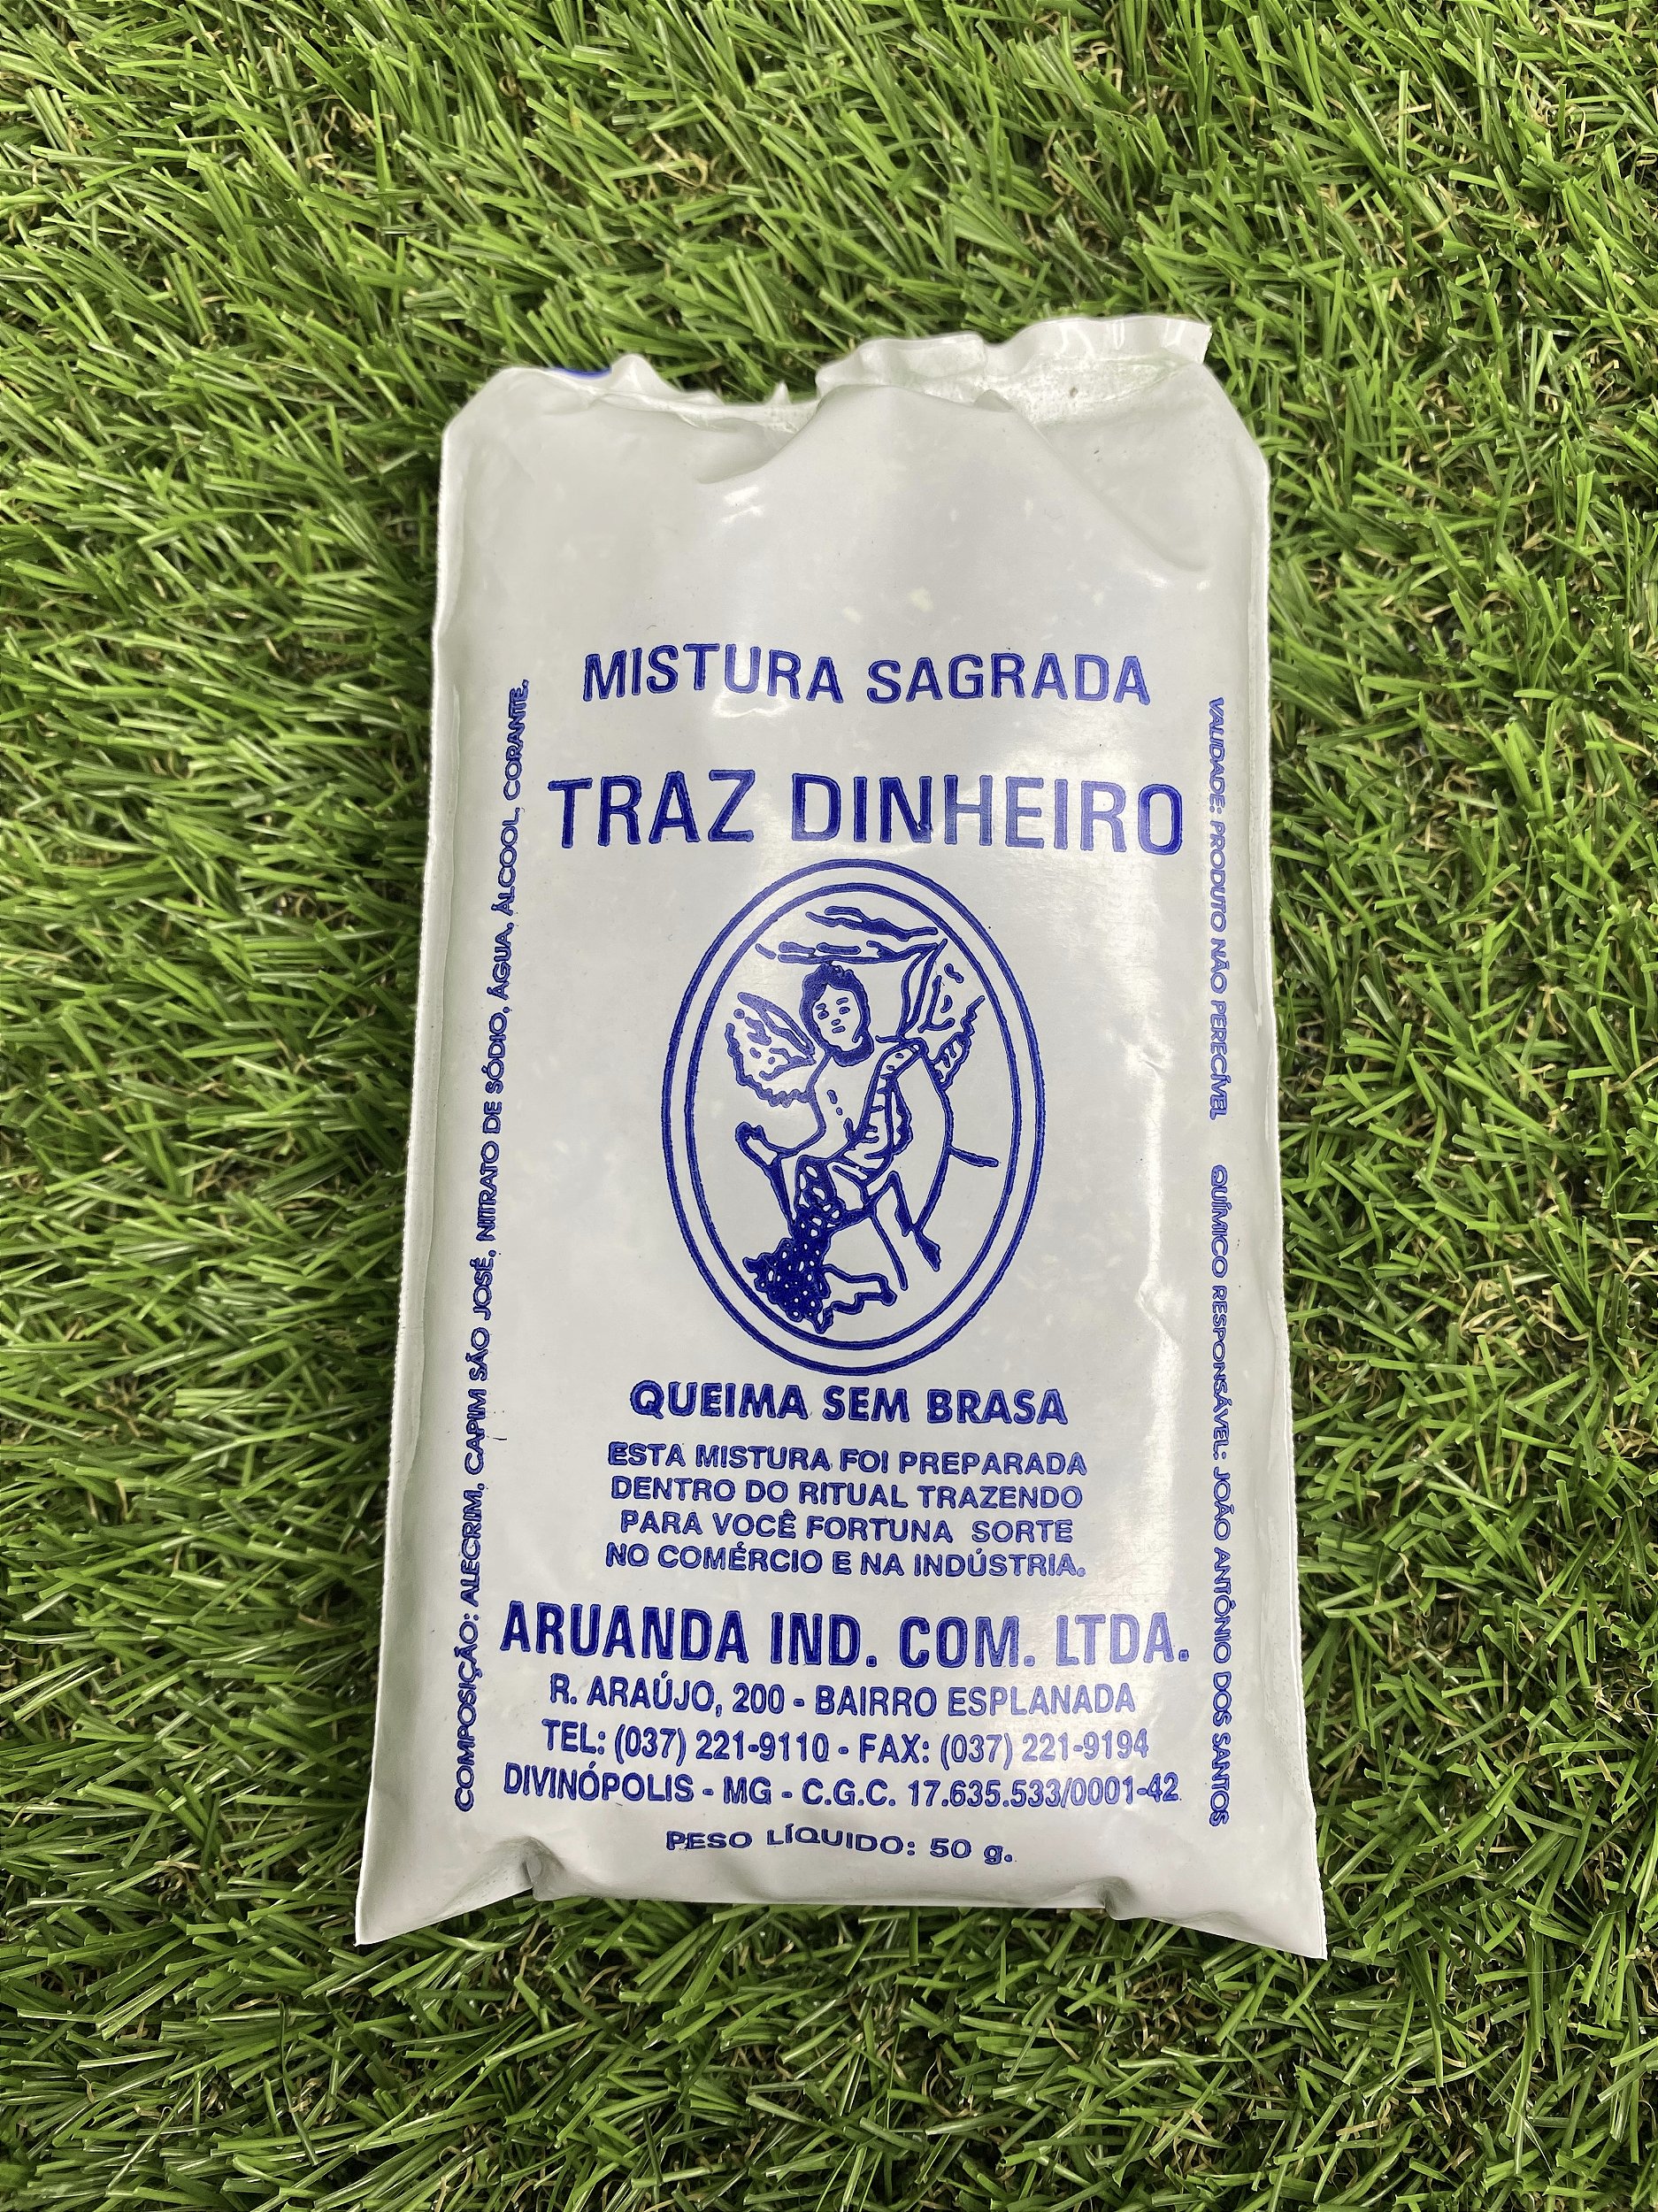 MISTURA SAGRADA
TRAZ DINHEIRO
QUEIMA SEM BRASA
ESTA MISTURA FOI PREPARADA
DENTRO DO RITUAL TRAZENDO
PARA VOCÊ FORTUNA SORTE
NO COMÉRCIO E NA INDÚSTRIA.
ARUANDA IND. COM. LTDA.
R. ARAÚJO, 200 - BAIRRO ESPLANADA
TEL: (037) 221-9110 - FAX: (037) 221-9194
DIVINÓPOLIS - MG - C.G.C. 17.635.533/0001-42
PESO LÍQUIDO: 50 g.
COMPOSIÇÃO: ALECRIM, CAPIM SÃO JOSÉ, NITRATO DE SÓDIO, ÁGUA, ÁLCOOL, CORANTE.
VALIDADE: PRODUTO NÃO PERECÍVEL QUÍMICO RESPONSÁVEL: JOÃO ANTÔNIO DOS SANTOS